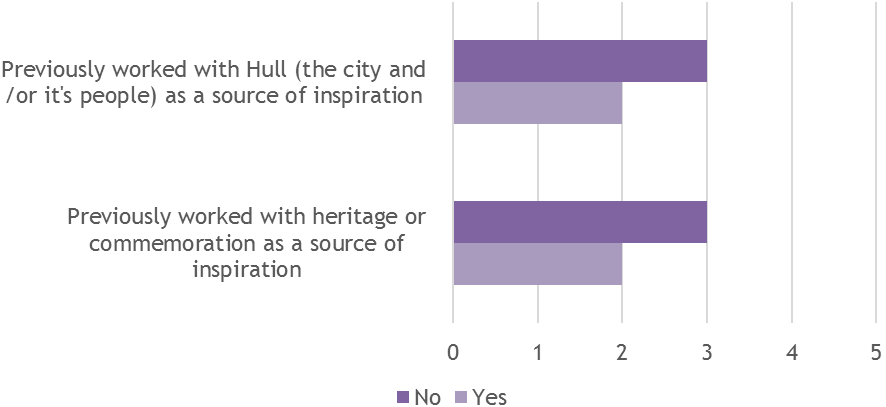 Previously worked with Hull (the city and
/or it's people) as a source of inspiration
Previously worked with heritage or
commemoration as a source of
inspiration
0 1 2 3 4 5
No Yes